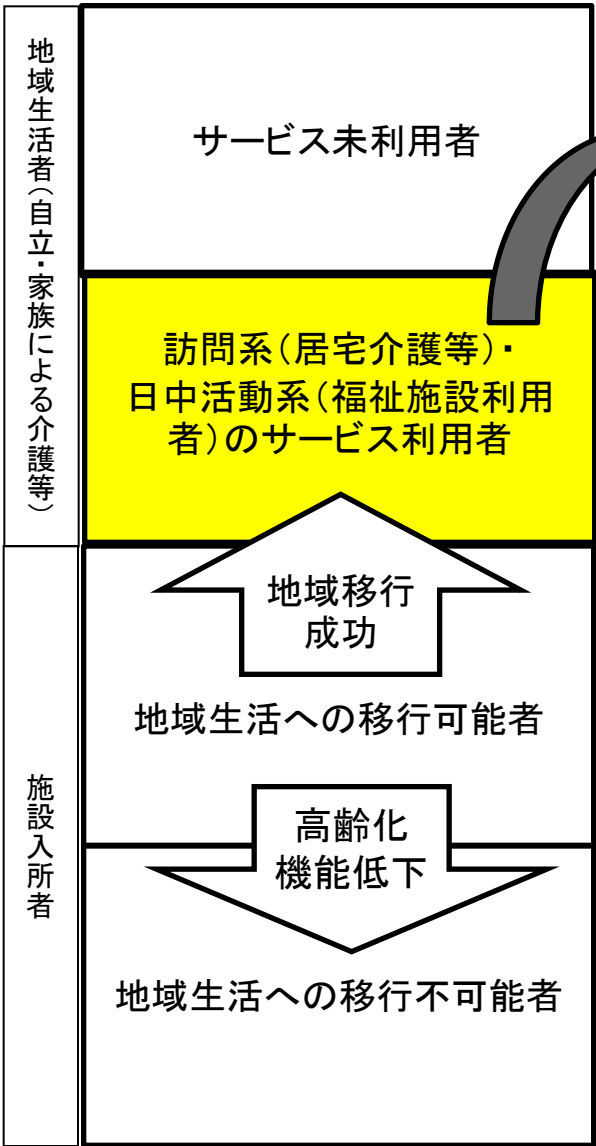 地域生活者（自立・家族による介護等）
サービス未利用者
訪問系（居宅介護等）・
日中活動系（福祉施設利用
者）のサービス利用者
地域移行
成功
地域生活への移行可能者
施設入所者
高齢化
機能低下
地域生活への移行不可能者